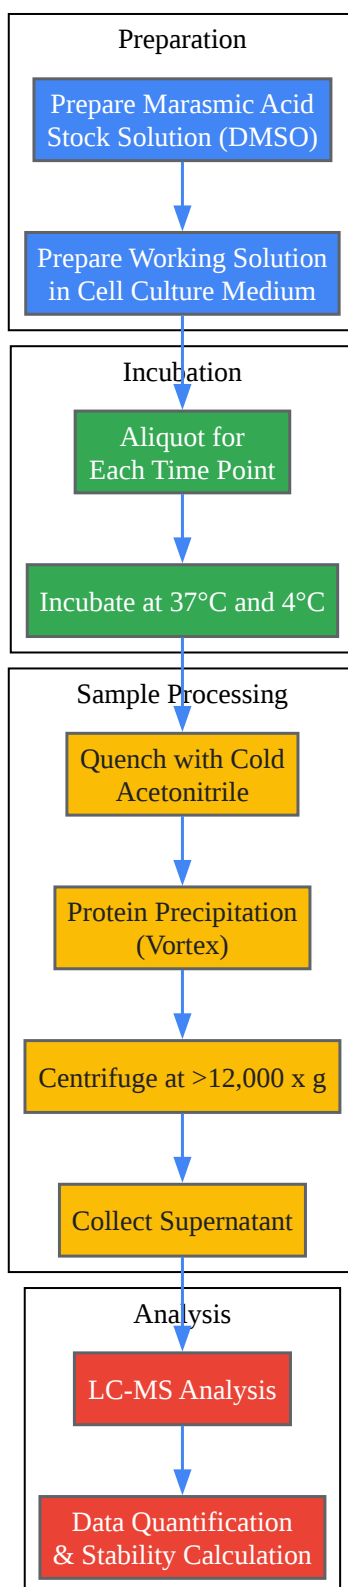 Preparation
Prepare Marasmic Acid
Stock Solution (DMSO)
Prepare Working Solution
in Cell Culture Medium
Incubation
Aliquot for
Each Time Point
Incubate at 37°C and 4°C
Sample Processing
Quench with Cold
Acetonitrile
Protein Precipitation
(Vortex)
Centrifuge at >12,000 x g
Collect Supernatant
Analysis
LC-MS Analysis
Data Quantification
& Stability Calculation